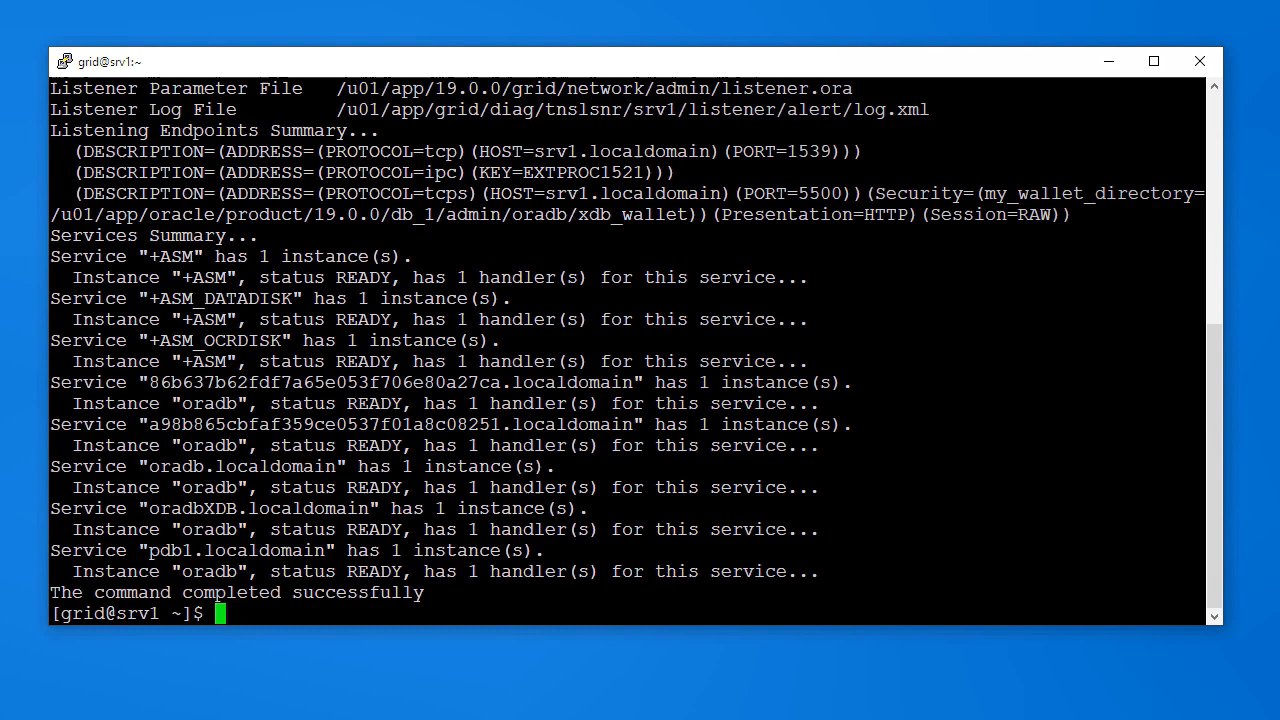 grid@srv1:~
Listener Parameter File   /u01/app/19.0.0/grid/network/admin/listener.ora
Listener Log File         /u01/app/grid/diag/tnslsnr/srv1/listener/alert/log.xml
Listening Endpoints Summary...
  (DESCRIPTION=(ADDRESS=(PROTOCOL=tcp)(HOST=srv1.localdomain)(PORT=1539)))
  (DESCRIPTION=(ADDRESS=(PROTOCOL=ipc)(KEY=EXTPROC1521)))
  (DESCRIPTION=(ADDRESS=(PROTOCOL=tcps)(HOST=srv1.localdomain)(PORT=5500))(Security=(my_wallet_directory=
/u01/app/oracle/product/19.0.0/db_1/admin/oradb/xdb_wallet))(Presentation=HTTP)(Session=RAW))
Services Summary...
Service "+ASM" has 1 instance(s).
  Instance "+ASM", status READY, has 1 handler(s) for this service...
Service "+ASM_DATADISK" has 1 instance(s).
  Instance "+ASM", status READY, has 1 handler(s) for this service...
Service "+ASM_OCRDISK" has 1 instance(s).
  Instance "+ASM", status READY, has 1 handler(s) for this service...
Service "86b637b62fdf7a65e053f706e80a27ca.localdomain" has 1 instance(s).
  Instance "oradb", status READY, has 1 handler(s) for this service...
Service "a98b865cbfaf359ce0537f01a8c08251.localdomain" has 1 instance(s).
  Instance "oradb", status READY, has 1 handler(s) for this service...
Service "oradb.localdomain" has 1 instance(s).
  Instance "oradb", status READY, has 1 handler(s) for this service...
Service "oradbXDB.localdomain" has 1 instance(s).
  Instance "oradb", status READY, has 1 handler(s) for this service...
Service "pdb1.localdomain" has 1 instance(s).
  Instance "oradb", status READY, has 1 handler(s) for this service...
The command completed successfully
[grid@srv1 ~]$